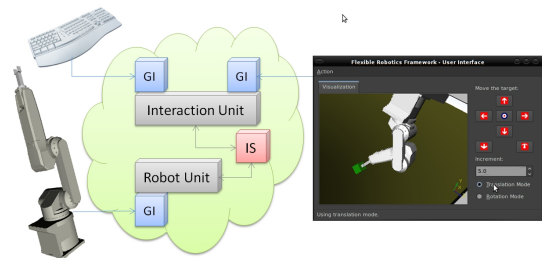 GI
GI
Interaction Unit
IS
Robot Unit
GI
Flexible Robotics Framework - User Interface
Action
Visualization
Move the target:
Increment:
5.0
Translation Mode
Rotation Mode
Using translation mode.